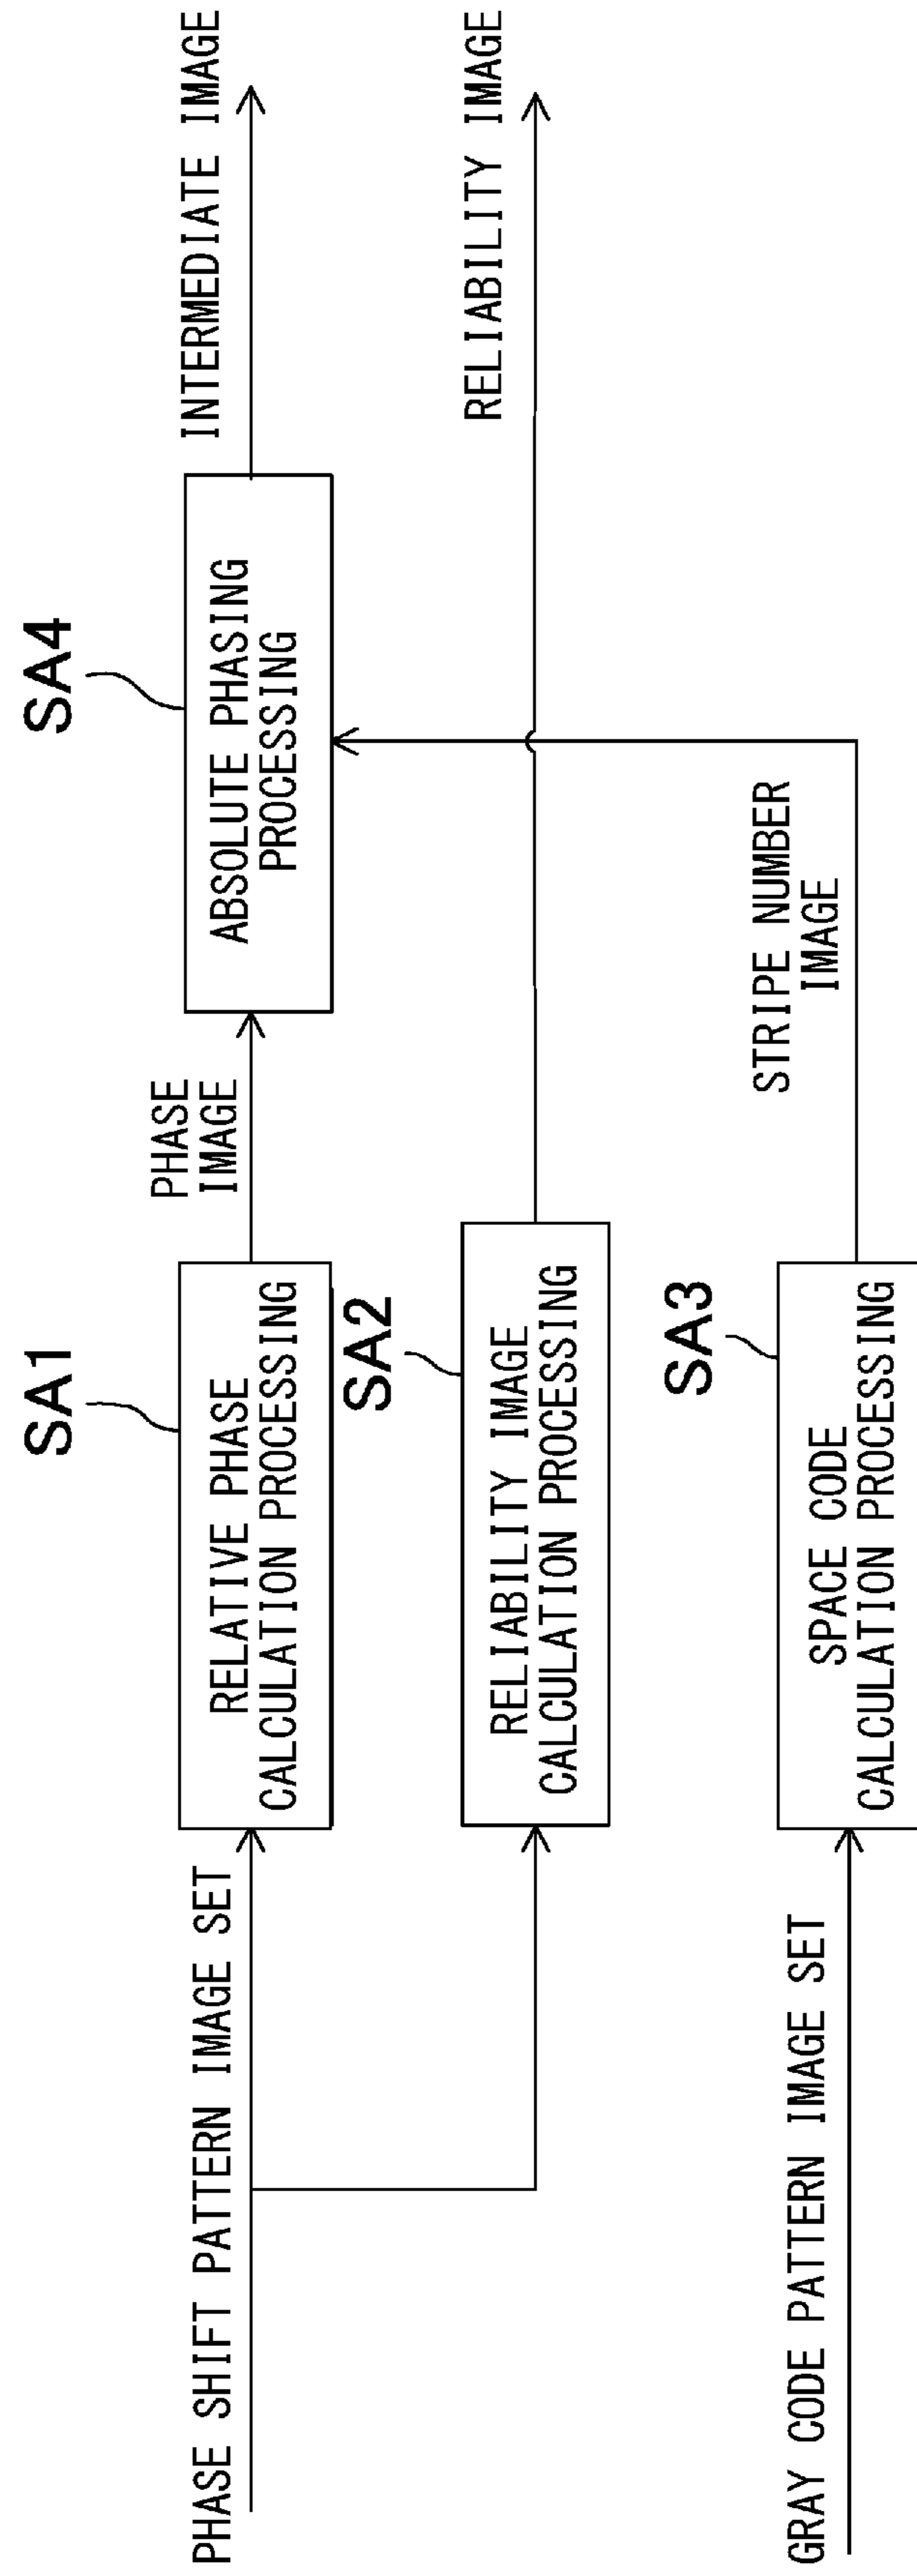 SA4
INTERMEDIATE IMAGE
ABSOLUTE PHASING
PROCESSING
SA1
PHASE
IMAGE
RELATIVE PHASE
CALCULATION PROCESSING
PHASE SHIFT PATTERN IMAGE SET
SA2
RELIABILITY IMAGE
RELIABILITY IMAGE
CALCULATION PROCESSING
SA3
STRIPE NUMBER
IMAGE
SPACE CODE
CALCULATION PROCESSING
GRAY CODE PATTERN IMAGE SET